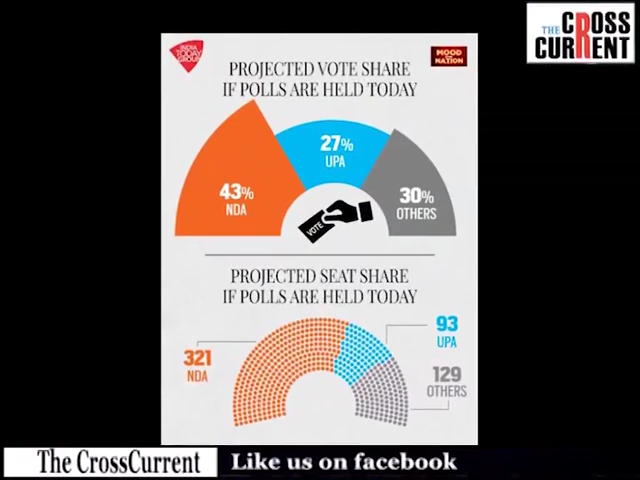 THE CROSS
CURRENT
INDIA
TODAY
GROUP
MOOD
OF THE
NATION
PROJECTED VOTE SHARE
IF POLLS ARE HELD TODAY
27%
UPA
43%
NDA
30%
OTHERS
VOTE
PROJECTED SEAT SHARE
IF POLLS ARE HELD TODAY
93
UPA
321
NDA
129
OTHERS
The CrossCurrent
Like us on facebook